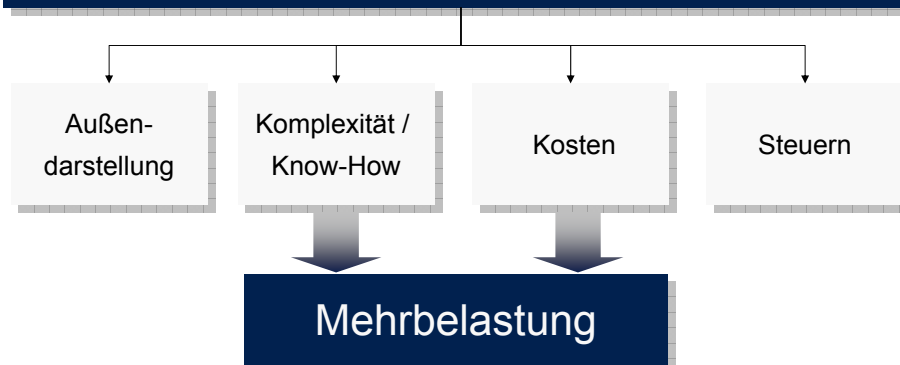 Außen-
darstellung
Komplexität /
Know-How
Kosten
Steuern
Mehrbelastung